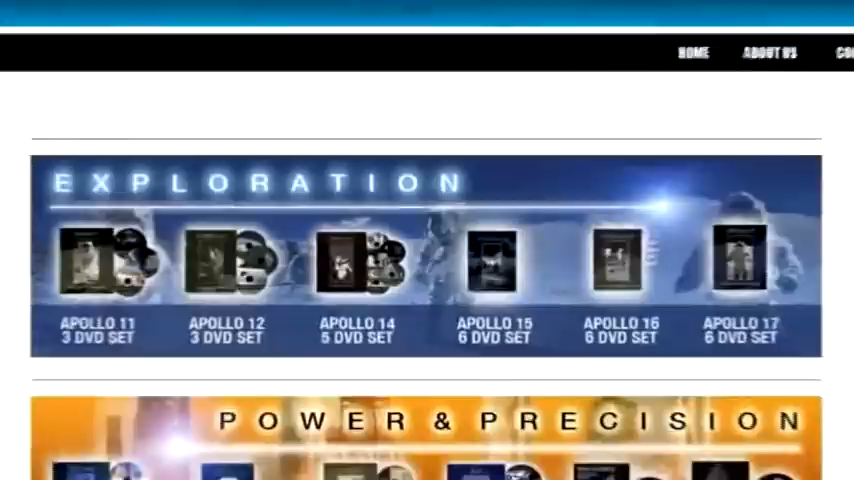 HOME ABOUT US
EXPLORATION
APOLLO 11
3 DVD SET
APOLLO 12
3 DVD SET
APOLLO 14
5 DVD SET
APOLLO 15
6 DVD SET
APOLLO 16
6 DVD SET
APOLLO 17
6 DVD SET
POWER & PRECISION